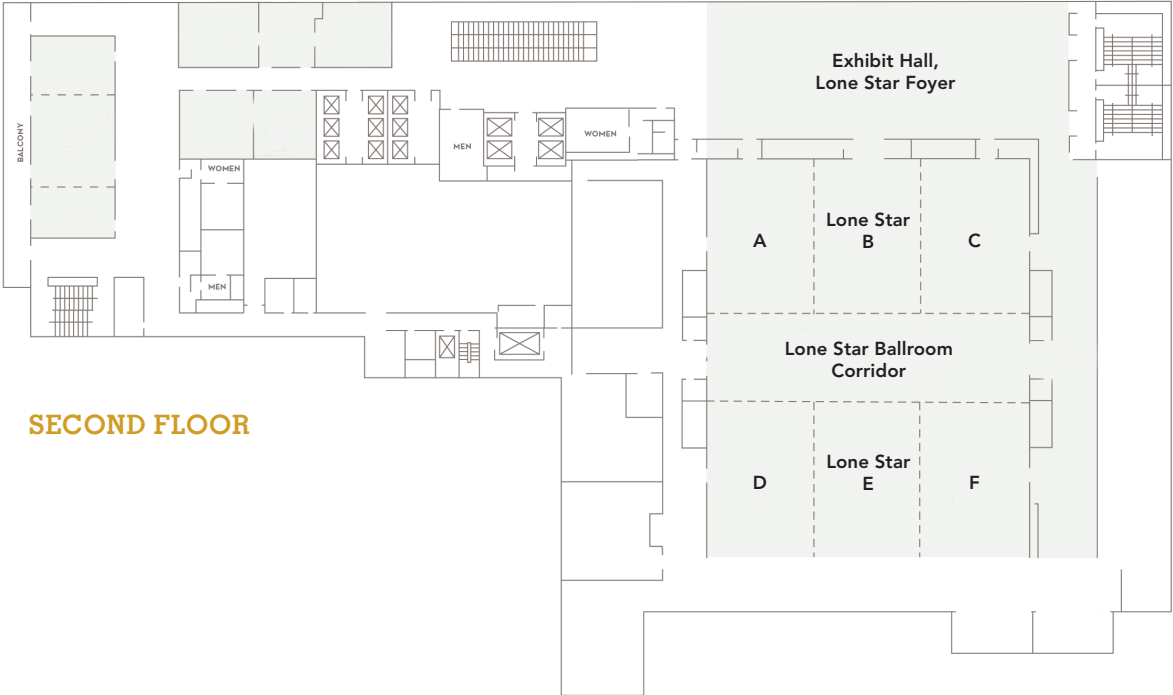 Exhibit Hall,
Lone Star Foyer
BALCONY
MEN
WOMEN
WOMEN
A
Lone Star
B
C
MEN
Lone Star Ballroom
Corridor
SECOND FLOOR
D
Lone Star
E
F